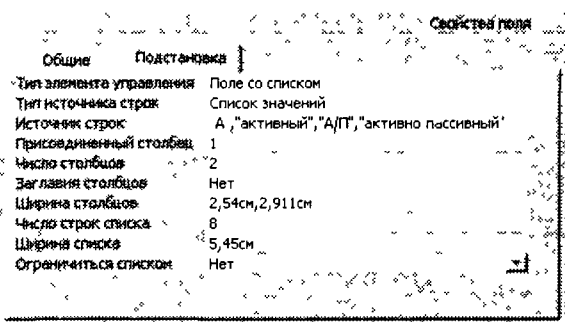 Свойства поля
Общие Подстановка
Тип элемента управления Поле со списком
Тип источника строк Список значений
Источник строк А ,"активный","А/П","активно пассивный"
Присоединенный столбец 1
Число столбцов 2
Заглавия столбцов Нет
Ширина столбцов 2,54см,2,911см
Число строк списка 8
Ширина списка 5,45см
Ограничиться списком Нет